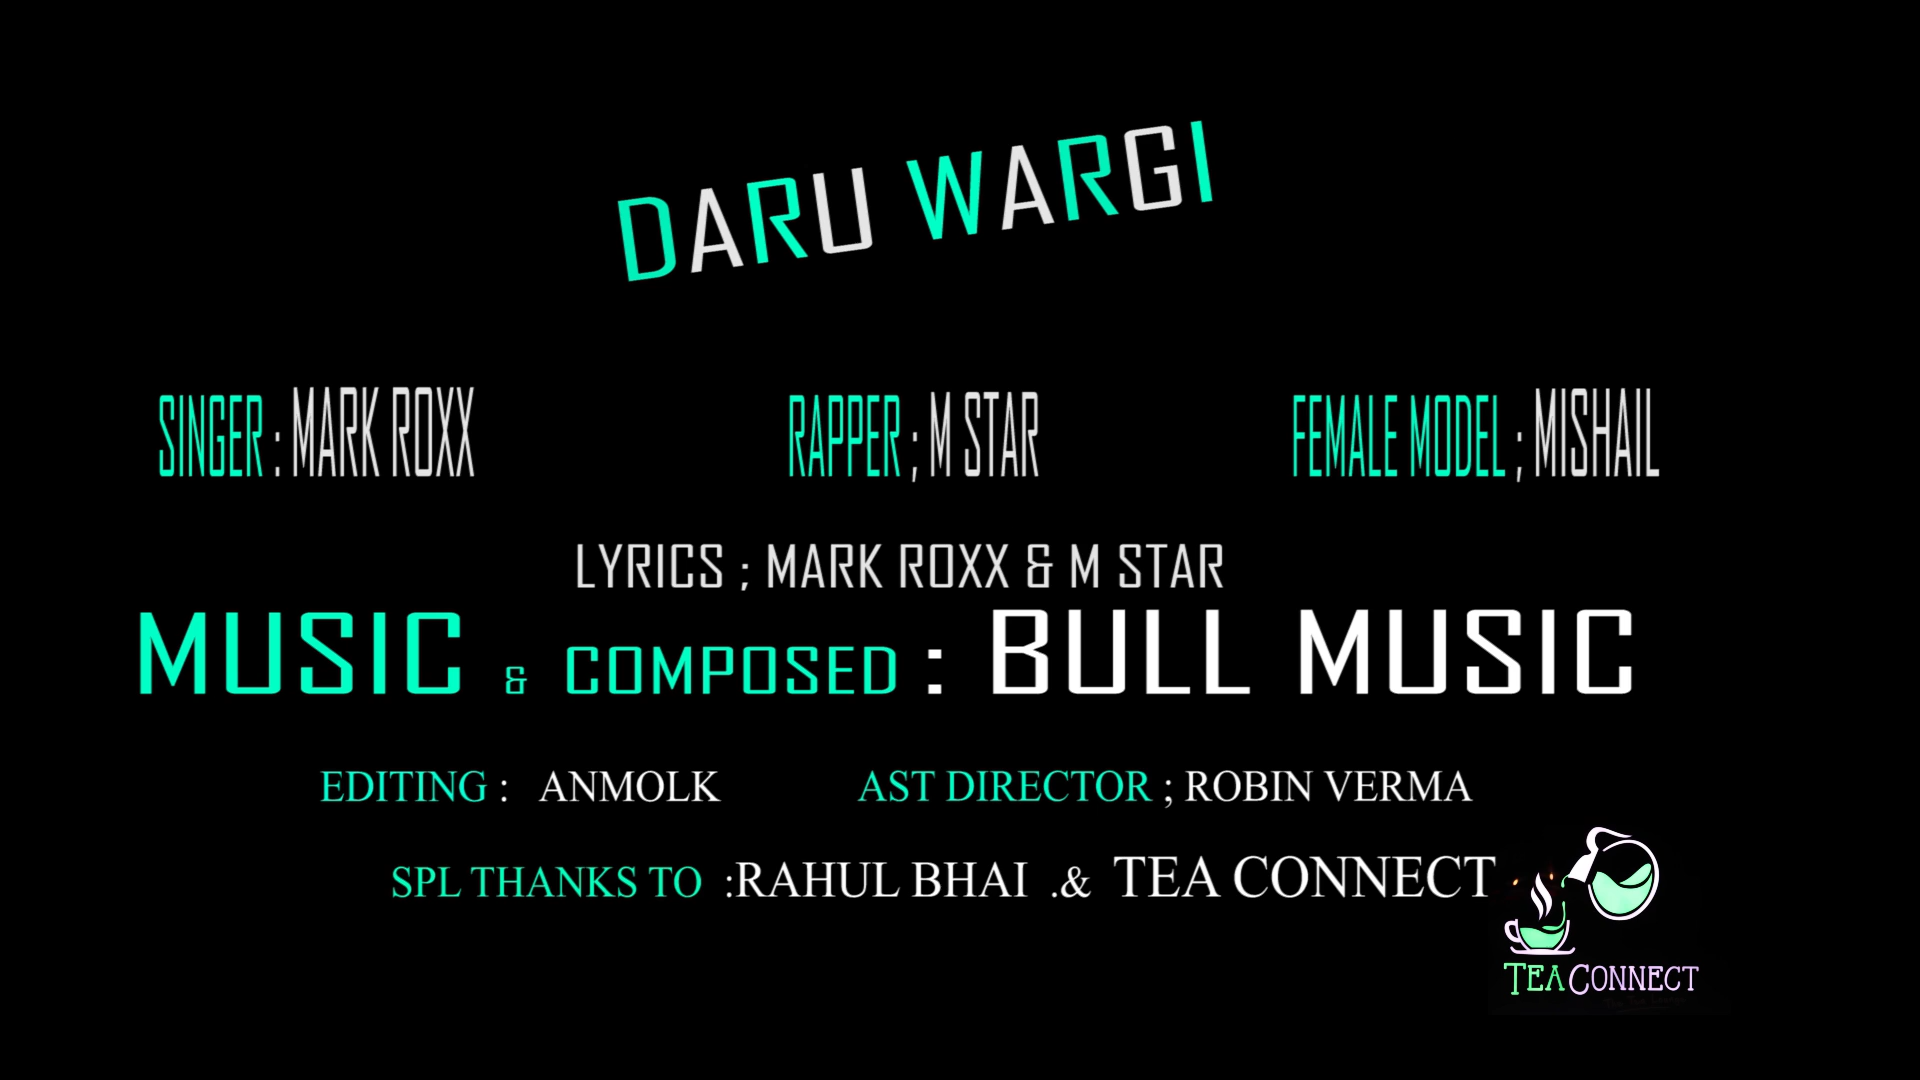 DARU WARGI
SINGER : MARK ROXX
RAPPER ; M STAR
FEMALE MODEL ; MISHAIL
LYRICS ; MARK ROXX & M STAR
MUSIC & COMPOSED : BULL MUSIC
EDITING : ANMOLK
AST DIRECTOR ; ROBIN VERMA
SPL THANKS TO :RAHUL BHAI .& TEA CONNECT
TEA CONNECT